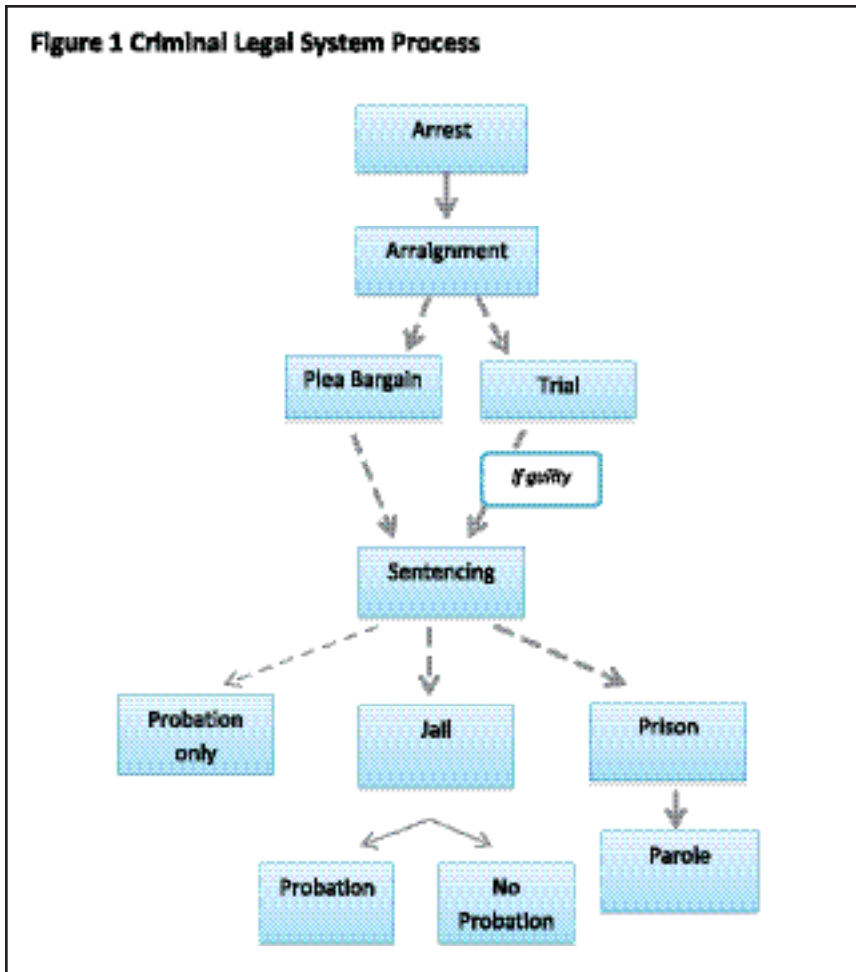 Figure 1 Criminal Legal System Process
Arrest
Arraignment
Plea Bargain
Trial
If guilty
Sentencing
Probation
only
Jail
Prison
Probation
No
Probation
Parole